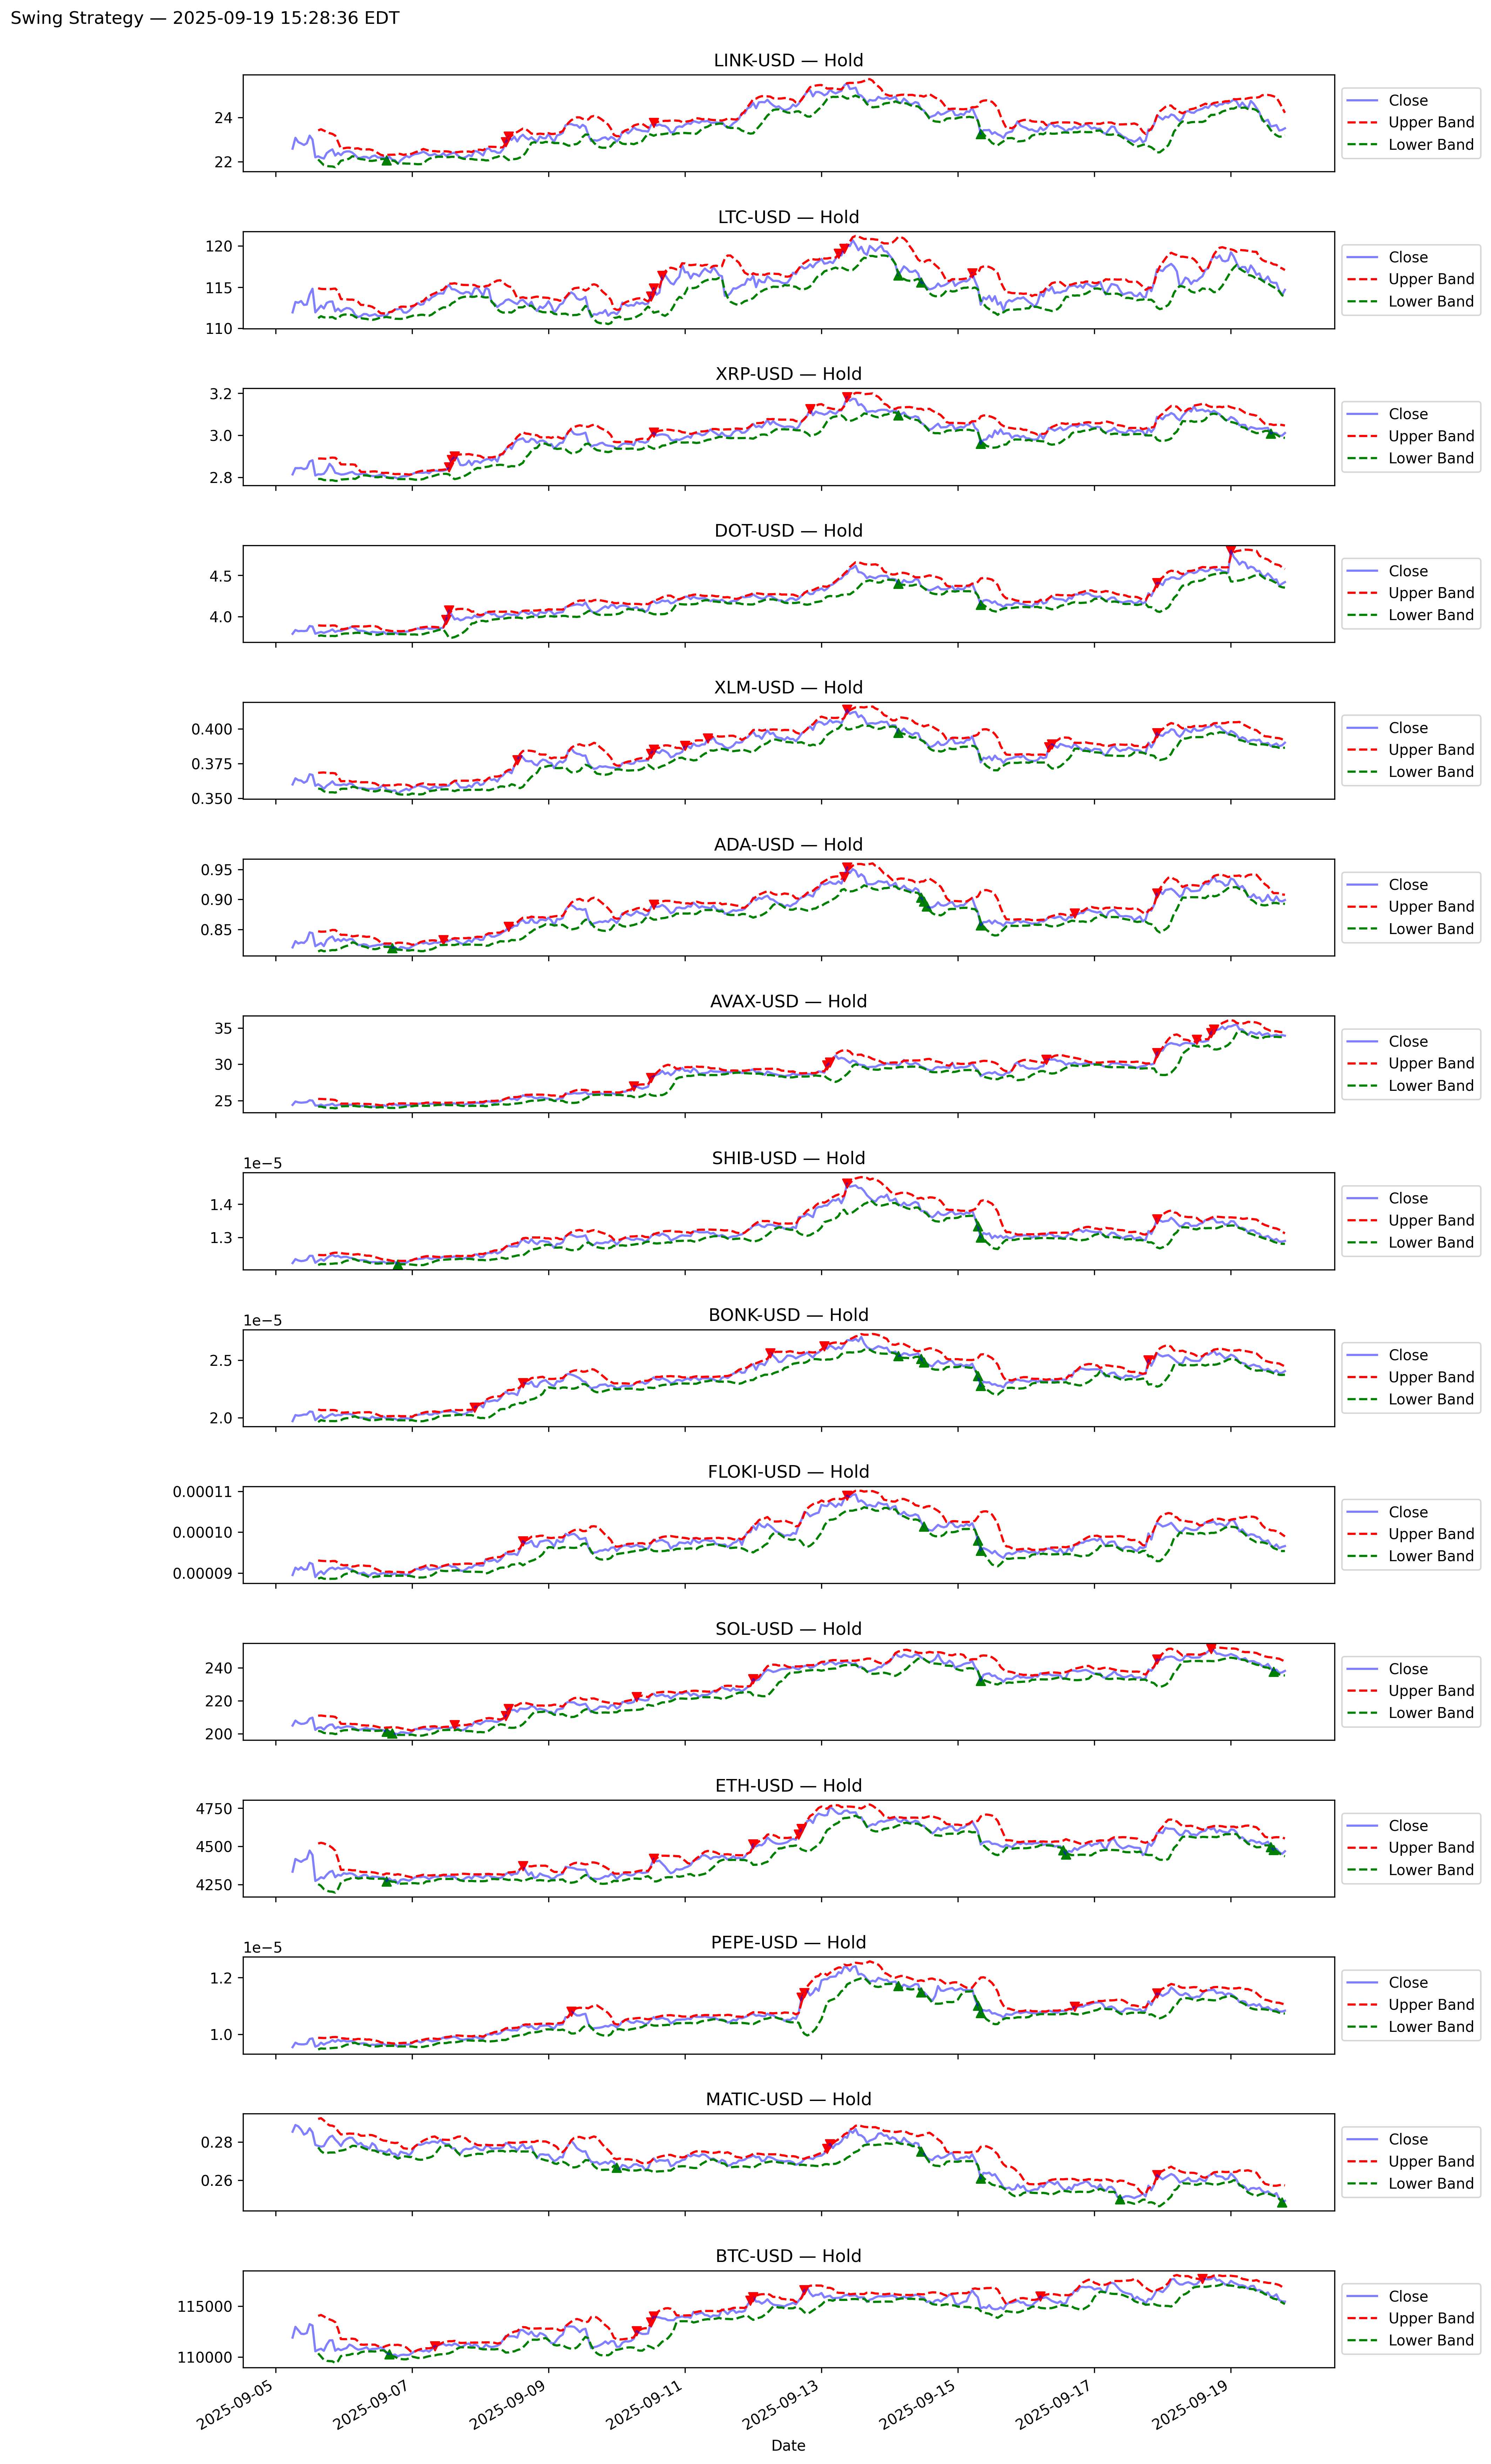 Swing Strategy — 2025-09-19 15:28:36 EDT
LINK-USD — Hold
24
22
Close
Upper Band
Lower Band
LTC-USD — Hold
120
115
110
Close
Upper Band
Lower Band
XRP-USD — Hold
3.2
3.0
2.8
Close
Upper Band
Lower Band
DOT-USD — Hold
4.5
4.0
Close
Upper Band
Lower Band
XLM-USD — Hold
0.400
0.375
0.350
Close
Upper Band
Lower Band
ADA-USD — Hold
0.95
0.90
0.85
Close
Upper Band
Lower Band
AVAX-USD — Hold
35
30
25
Close
Upper Band
Lower Band
SHIB-USD — Hold
1e−5
1.4
1.3
Close
Upper Band
Lower Band
BONK-USD — Hold
1e−5
2.5
2.0
Close
Upper Band
Lower Band
FLOKI-USD — Hold
0.00011
0.00010
0.00009
Close
Upper Band
Lower Band
SOL-USD — Hold
240
220
200
Close
Upper Band
Lower Band
ETH-USD — Hold
4750
4500
4250
Close
Upper Band
Lower Band
PEPE-USD — Hold
1e−5
1.2
1.0
Close
Upper Band
Lower Band
MATIC-USD — Hold
0.28
0.26
Close
Upper Band
Lower Band
BTC-USD — Hold
115000
110000
Close
Upper Band
Lower Band
2025-09-05
2025-09-07
2025-09-09
2025-09-11
2025-09-13
2025-09-15
2025-09-17
2025-09-19
Date